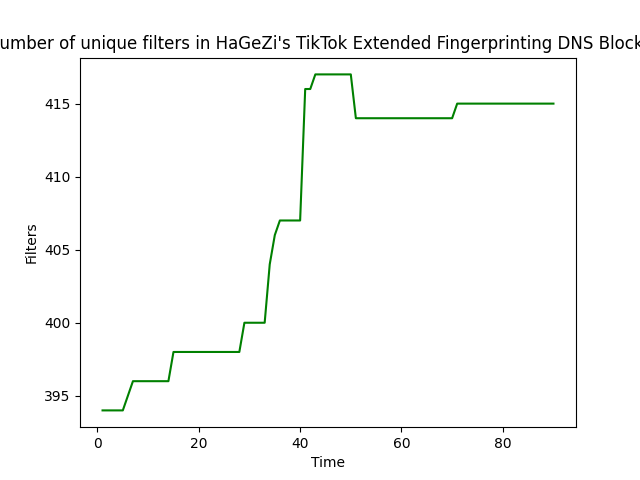 umber of unique filters in HaGeZi's TikTok Extended Fingerprinting DNS Block
415
410
405
400
395
Filters
0 20 40 60 80
Time